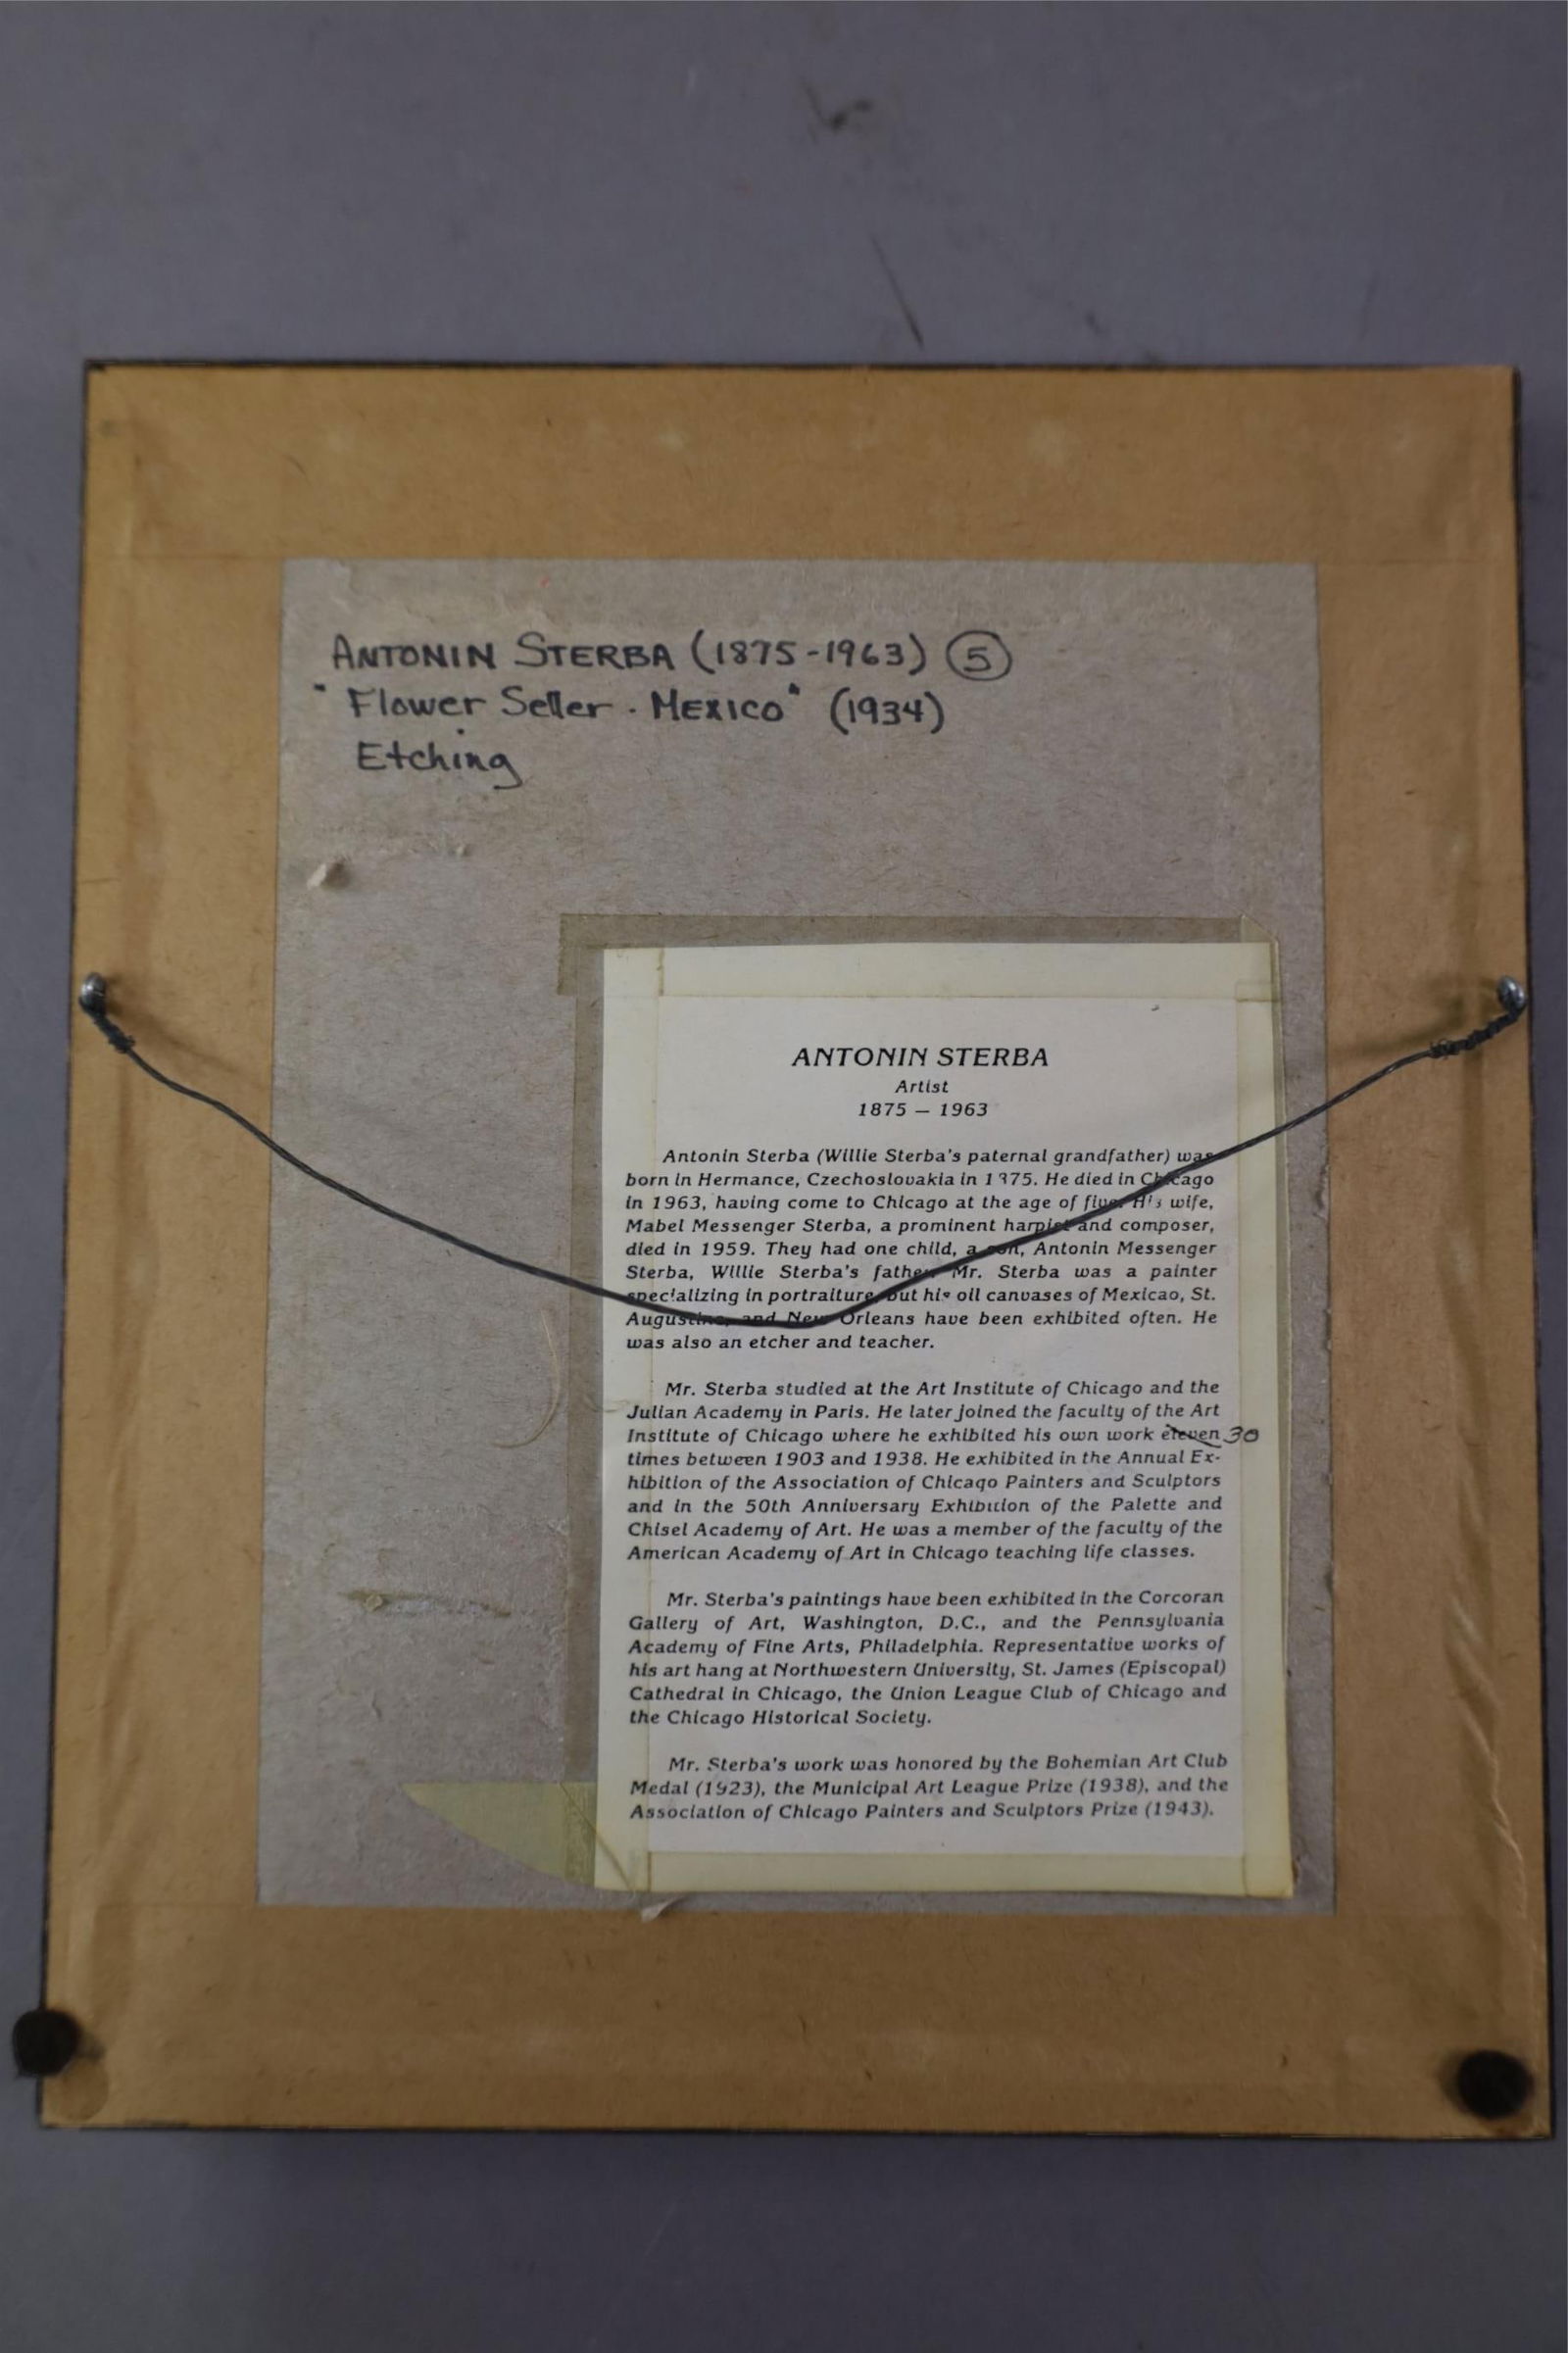 ANTONIN STERBA (1875-1963) 5
"Flower Seller. Mexico" (1934)
Etching
ANTONIN STERBA
Artist
1875 – 1963
Antonin Sterba (Willie Sterba's paternal grandfather) was
born in Hermance, Czechoslovakia in 1875. He died in Chicago
in 1963, having come to Chicago at the age of five. His wife,
Mabel Messenger Sterba, a prominent harpist and composer,
died in 1959. They had one child, a son, Antonin Messenger
Sterba, Willie Sterba's father. Mr. Sterba was a painter
specializing in portraiture, but his oil canvases of Mexicao, St.
Augustine, and New Orleans have been exhibited often. He
was also an etcher and teacher.
Mr. Sterba studied at the Art Institute of Chicago and the
Julian Academy in Paris. He later joined the faculty of the Art
Institute of Chicago where he exhibited his own work eleven 30
times between 1903 and 1938. He exhibited in the Annual Ex-
hibition of the Association of Chicago Painters and Sculptors
and in the 50th Anniversary Exhibition of the Palette and
Chisel Academy of Art. He was a member of the faculty of the
American Academy of Art in Chicago teaching life classes.
Mr. Sterba's paintings have been exhibited in the Corcoran
Gallery of Art, Washington, D.C., and the Pennsylvania
Academy of Fine Arts, Philadelphia. Representative works of
his art hang at Northwestern University, St. James (Episcopal)
Cathedral in Chicago, the Union League Club of Chicago and
the Chicago Historical Society.
Mr. Sterba's work was honored by the Bohemian Art Club
Medal (1923), the Municipal Art League Prize (1938), and the
Association of Chicago Painters and Sculptors Prize (1943).